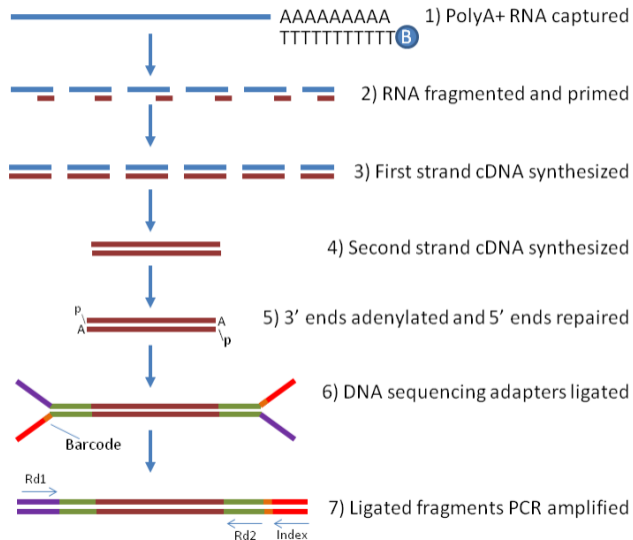 AAAAAAAAA
TTTTTTTTTTT B
1) PolyA+ RNA captured
2) RNA fragmented and primed
3) First strand cDNA synthesized
4) Second strand cDNA synthesized
p
A
A
p
5) 3’ ends adenylated and 5’ ends repaired
6) DNA sequencing adapters ligated
Barcode
Rd1
7) Ligated fragments PCR amplified
Rd2 Index